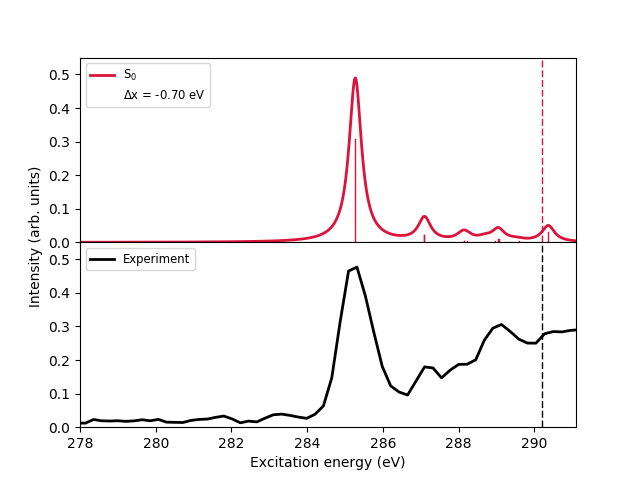 S₀
Δx = -0.70 eV
0.5
0.4
0.3
0.2
0.1
0.0
Experiment
0.5
0.4
0.3
0.2
0.1
0.0
Intensity (arb. units)
278 280 282 284 286 288 290
Excitation energy (eV)